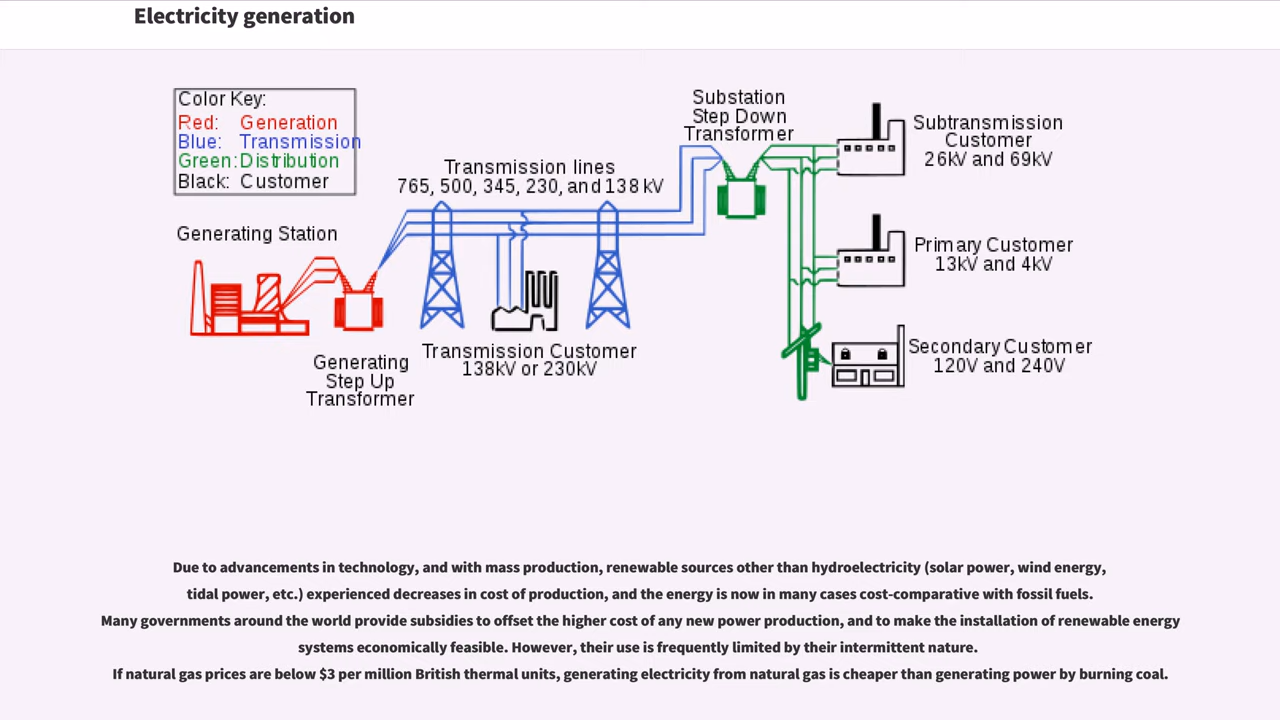 Electricity generation
Color Key:
Red: Generation
Blue: Transmission
Green: Distribution
Black: Customer
Generating Station
Generating
Step Up
Transformer
Transmission lines
765, 500, 345, 230, and 138 kV
Transmission Customer
138kV or 230kV
Substation
Step Down
Transformer
Subtransmission
Customer
26kV and 69kV
Primary Customer
13kV and 4kV
Secondary Customer
120V and 240V
Due to advancements in technology, and with mass production, renewable sources other than hydroelectricity (solar power, wind energy,
tidal power, etc.) experienced decreases in cost of production, and the energy is now in many cases cost-comparative with fossil fuels.
Many governments around the world provide subsidies to offset the higher cost of any new power production, and to make the installation of renewable energy
systems economically feasible. However, their use is frequently limited by their intermittent nature.
If natural gas prices are below $3 per million British thermal units, generating electricity from natural gas is cheaper than generating power by burning coal.